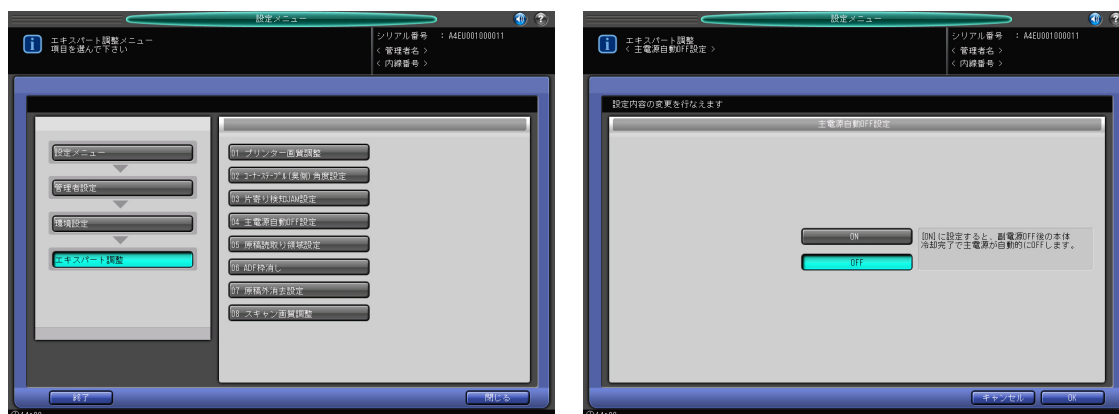 設定メニュー
エキスパート調整メニュー
項目を選んで下さい
シリアル番号 : A4EU001000011
< 管理者名 >
< 内線番号 >
設定メニュー
管理者設定
環境設定
エキスパート調整
01 プリンター画質調整
02 コーナーステープル(奥側)角度設定
03 片寄り検知JAM設定
04 主電源自動OFF設定
05 原稿読取り領域設定
06 ADF枠消し
07 原稿外消去設定
08 スキャン画質調整
終了
閉じる
設定メニュー
エキスパート調整
< 主電源自動OFF設定 >
シリアル番号 : A4EU001000011
< 管理者名 >
< 内線番号 >
設定内容の変更を行なえます
主電源自動OFF設定
ON
OFF
[ON]に設定すると、副電源OFF後の本体
冷却完了で主電源が自動的にOFFします。
キャンセル
OK